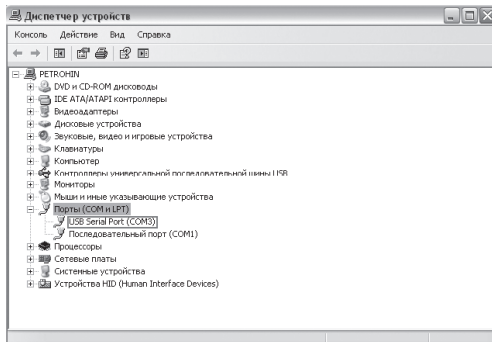 Диспетчер устройств
Консоль Действие Вид Справка
PETROHIN
DVD и CD-ROM дисководы
IDE ATA/ATAPI контроллеры
Видеоадаптеры
Дисковые устройства
Звуковые, видео и игровые устройства
Клавиатуры
Компьютер
Контроллеры универсальной последовательной шины USB
Мониторы
Мыши и иные указывающие устройства
Порты (COM и LPT)
USB Serial Port (COM3)
Последовательный порт (COM1)
Процессоры
Сетевые платы
Системные устройства
Устройства HID (Human Interface Devices)